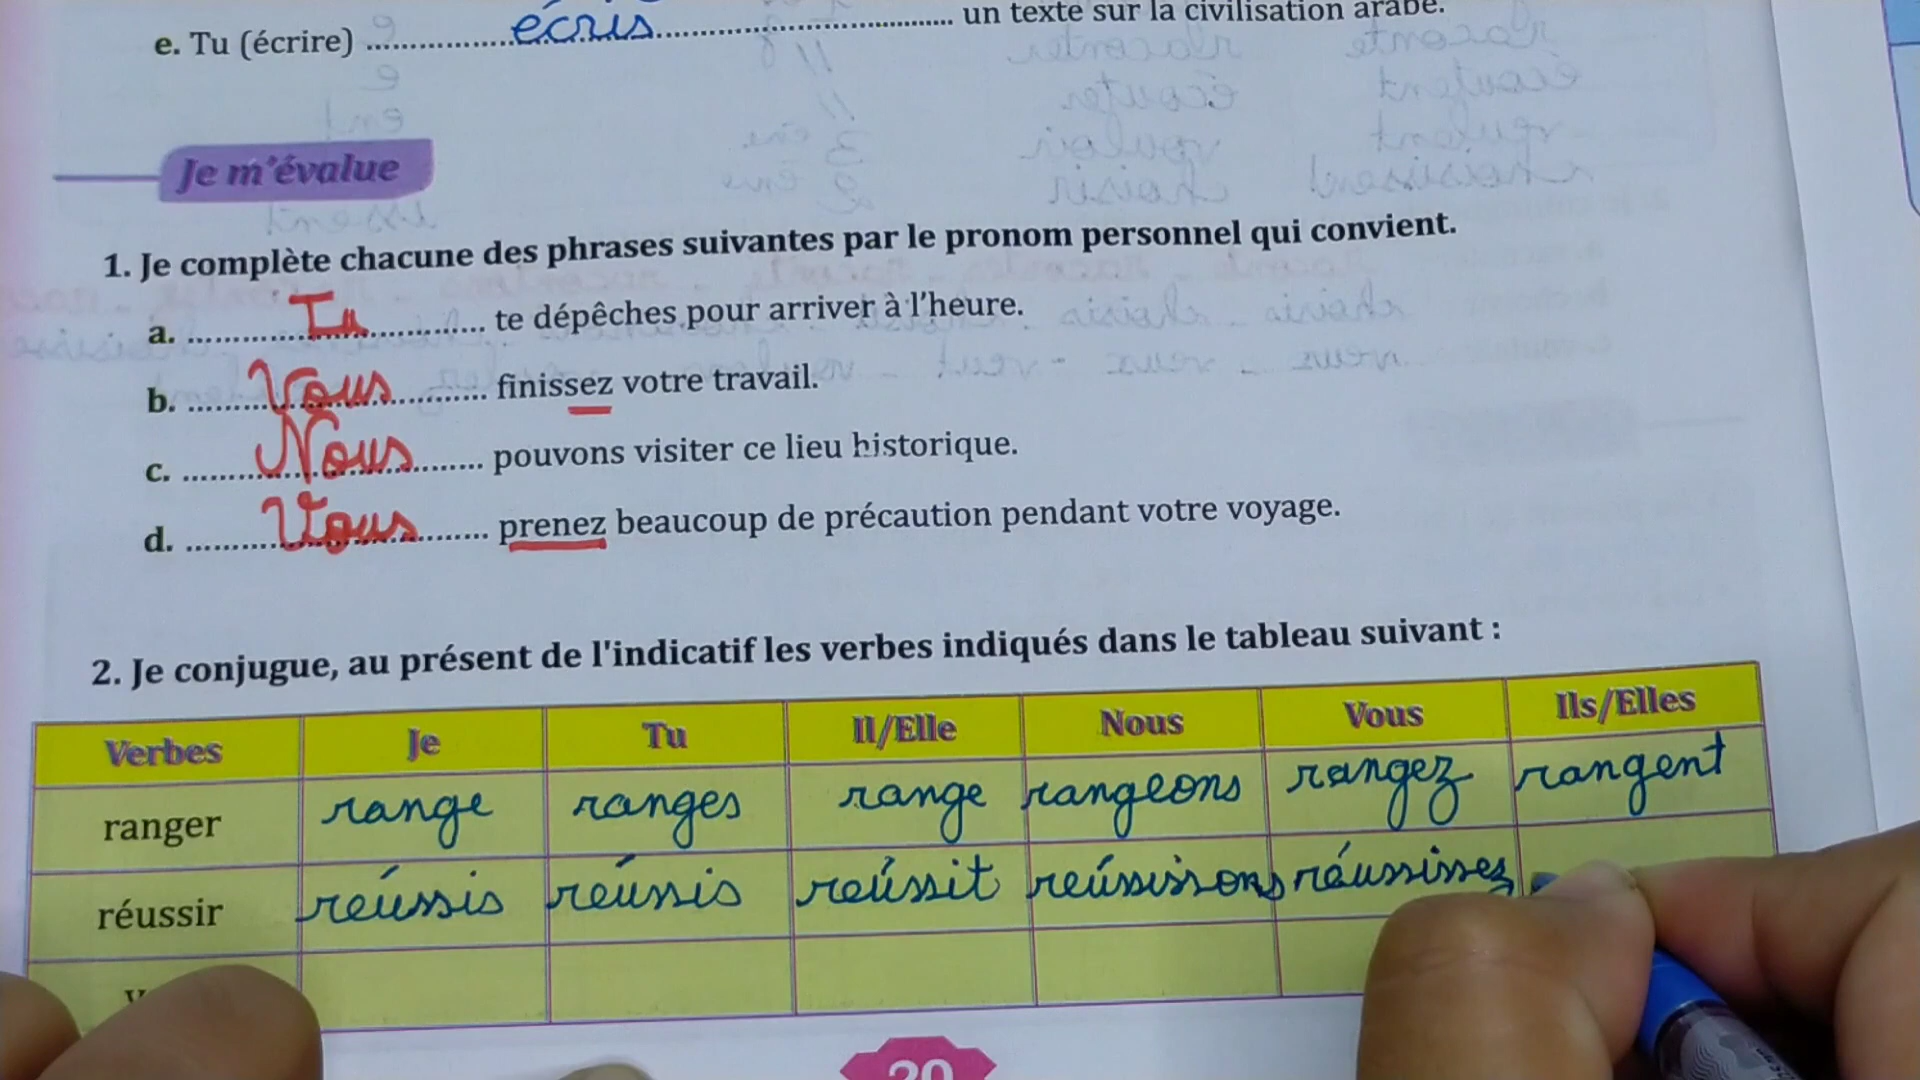 e. Tu (écrire) ........ écris ........ un texte sur la civilisation arabe.
Je m'évalue
1. Je complète chacune des phrases suivantes par le pronom personnel qui convient.
a. ........ Tu ........ te dépêches pour arriver à l'heure.
b. ........ Vous ........ finissez votre travail.
c. ........ Nous ........ pouvons visiter ce lieu historique.
d. ........ Vous ........ prenez beaucoup de précaution pendant votre voyage.
2. Je conjugue, au présent de l'indicatif les verbes indiqués dans le tableau suivant :
Verbes Je Tu Il/Elle Nous Vous Ils/Elles
ranger range ranges range rangeons rangez rangent
réussir réussis réussis réussit réussissons réussissez
20